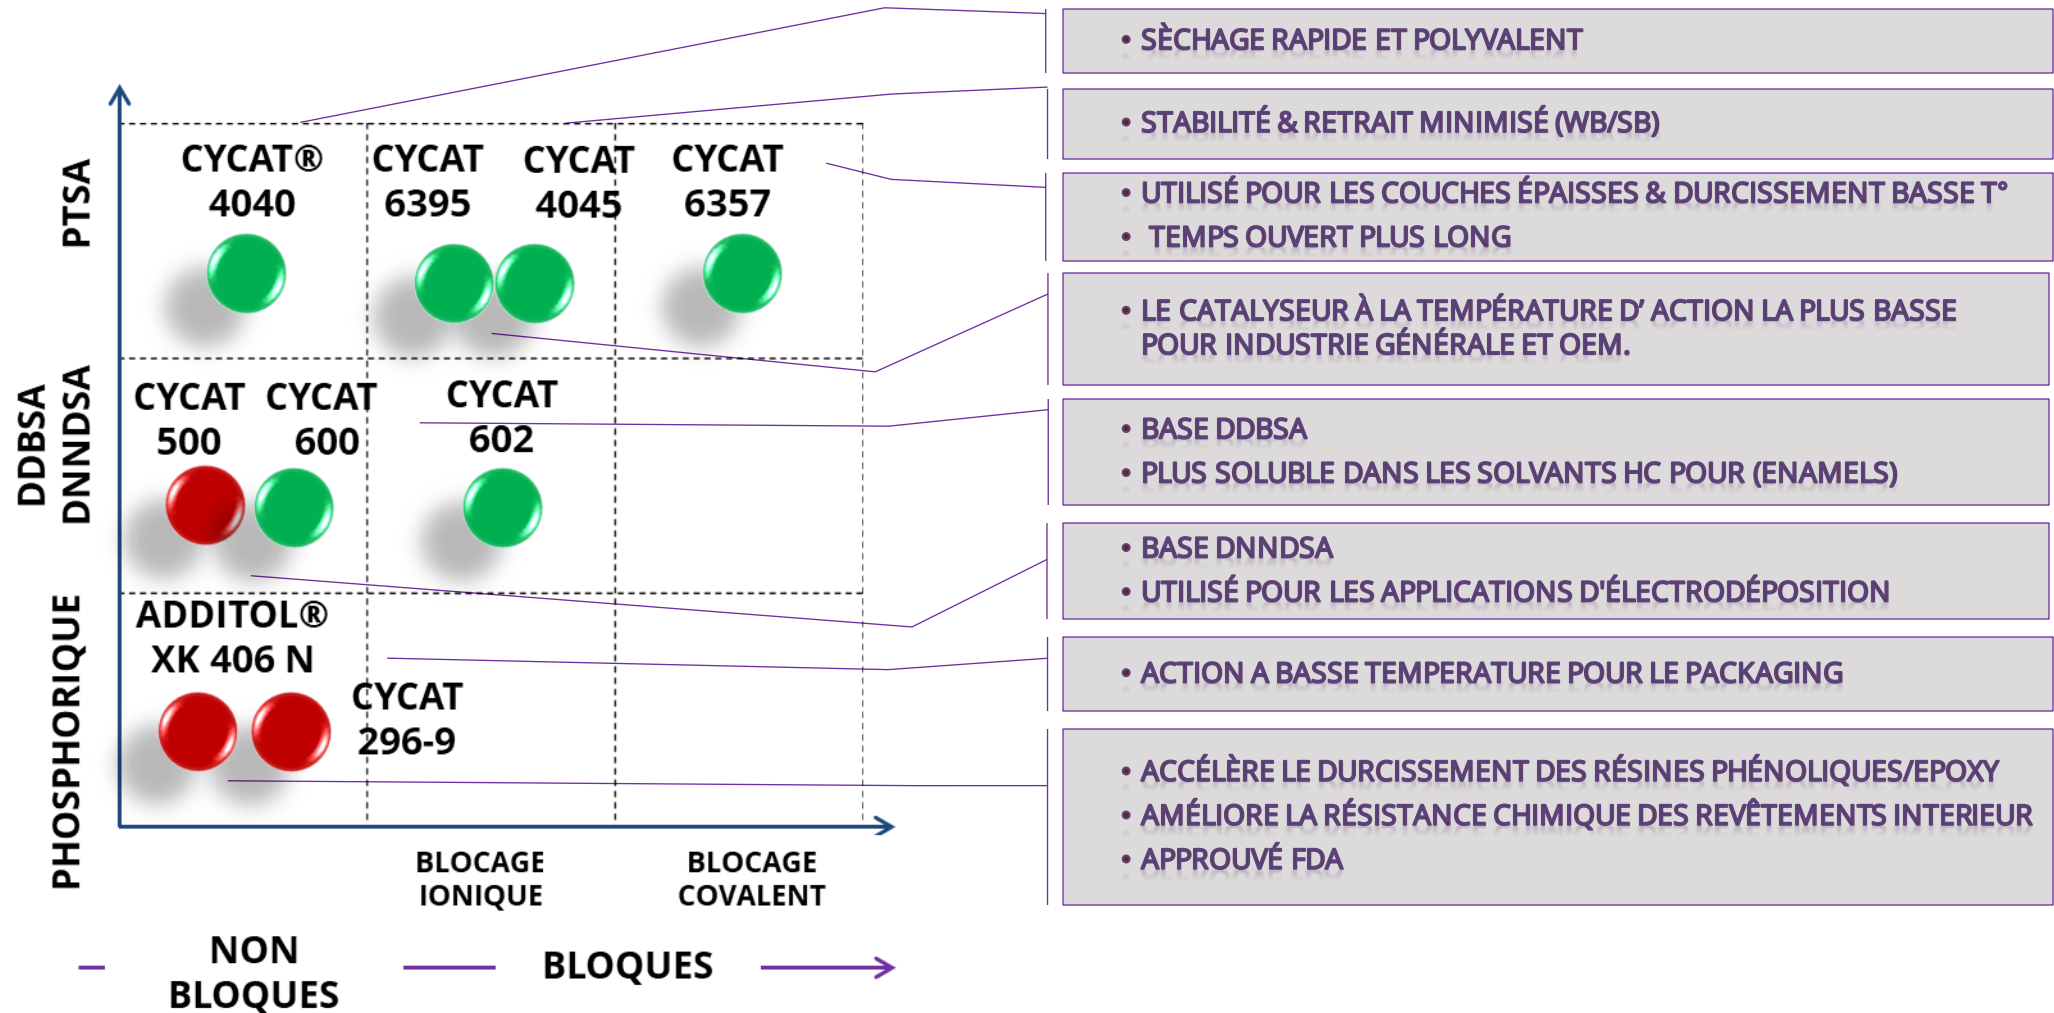 PTSA
DDBSA
DNNDSA
PHOSPHORIQUE
CYCAT®
4040
CYCAT
6395
CYCAT
4045
CYCAT
6357
CYCAT
500
CYCAT
600
CYCAT
602
ADDITOL®
XK 406 N
CYCAT
296-9
BLOCAGE
IONIQUE
BLOCAGE
COVALENT
NON
BLOQUES
BLOQUES
• SÈCHAGE RAPIDE ET POLYVALENT
• STABILITÉ & RETRAIT MINIMISÉ (WB/SB)
• UTILISÉ POUR LES COUCHES ÉPAISSES & DURCISSEMENT BASSE T°
• TEMPS OUVERT PLUS LONG
• LE CATALYSEUR À LA TEMPÉRATURE D’ ACTION LA PLUS BASSE
POUR INDUSTRIE GÉNÉRALE ET OEM.
• BASE DDBSA
• PLUS SOLUBLE DANS LES SOLVANTS HC POUR (ENAMELS)
• BASE DNNDSA
• UTILISÉ POUR LES APPLICATIONS D'ÉLECTRODÉPOSITION
• ACTION A BASSE TEMPERATURE POUR LE PACKAGING
• ACCÉLÈRE LE DURCISSEMENT DES RÉSINES PHÉNOLIQUES/EPOXY
• AMÉLIORE LA RÉSISTANCE CHIMIQUE DES REVÊTEMENTS INTERIEUR
• APPROUVÉ FDA